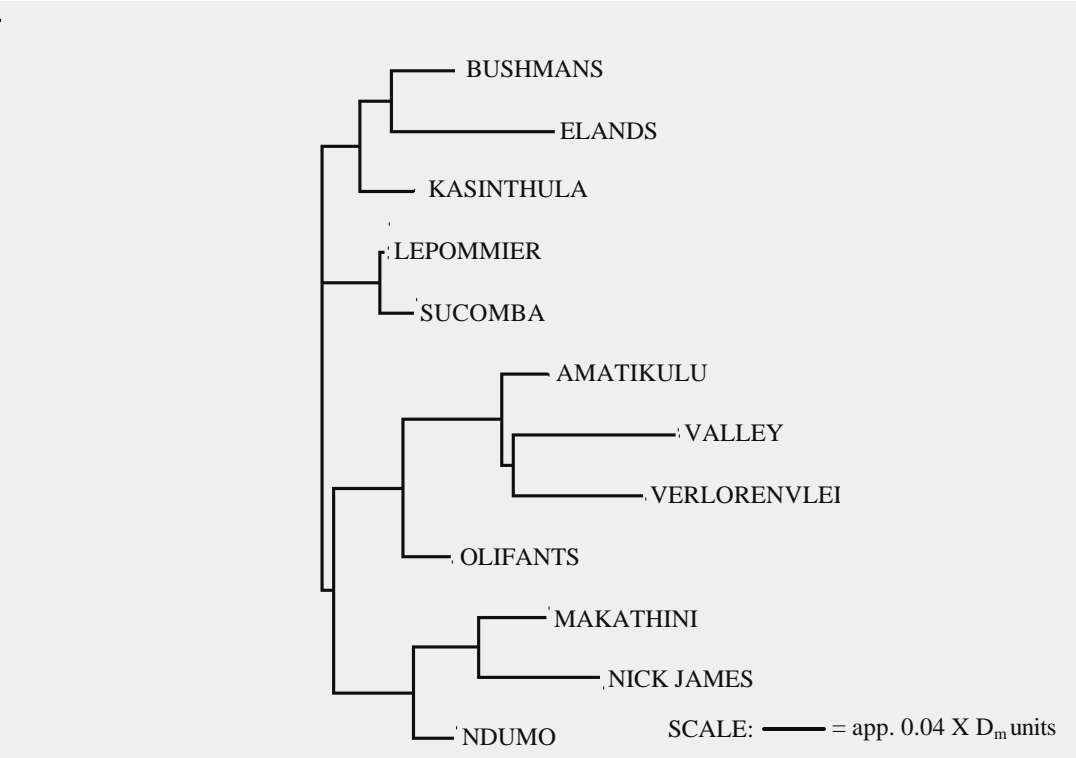 BUSHMANS
ELANDS
KASINTHULA
LEPOMMIER
SUCOMBA
AMATIKULU
VALLEY
VERLORENVLEI
OLIFANTS
MAKATHINI
NICK JAMES
NDUMO
SCALE: = app. 0.04 X Dm units